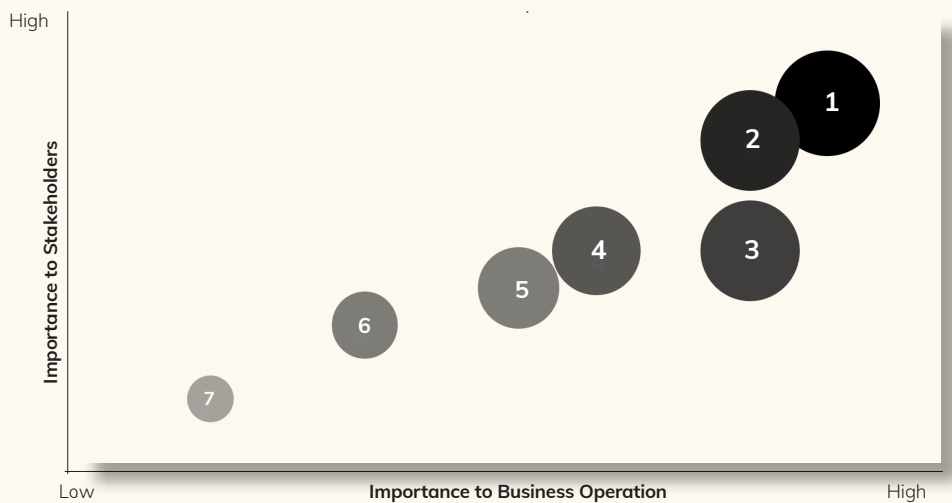 High
1
2
3
4
5
6
7
Importance to Stakeholders
Low
Importance to Business Operation
High